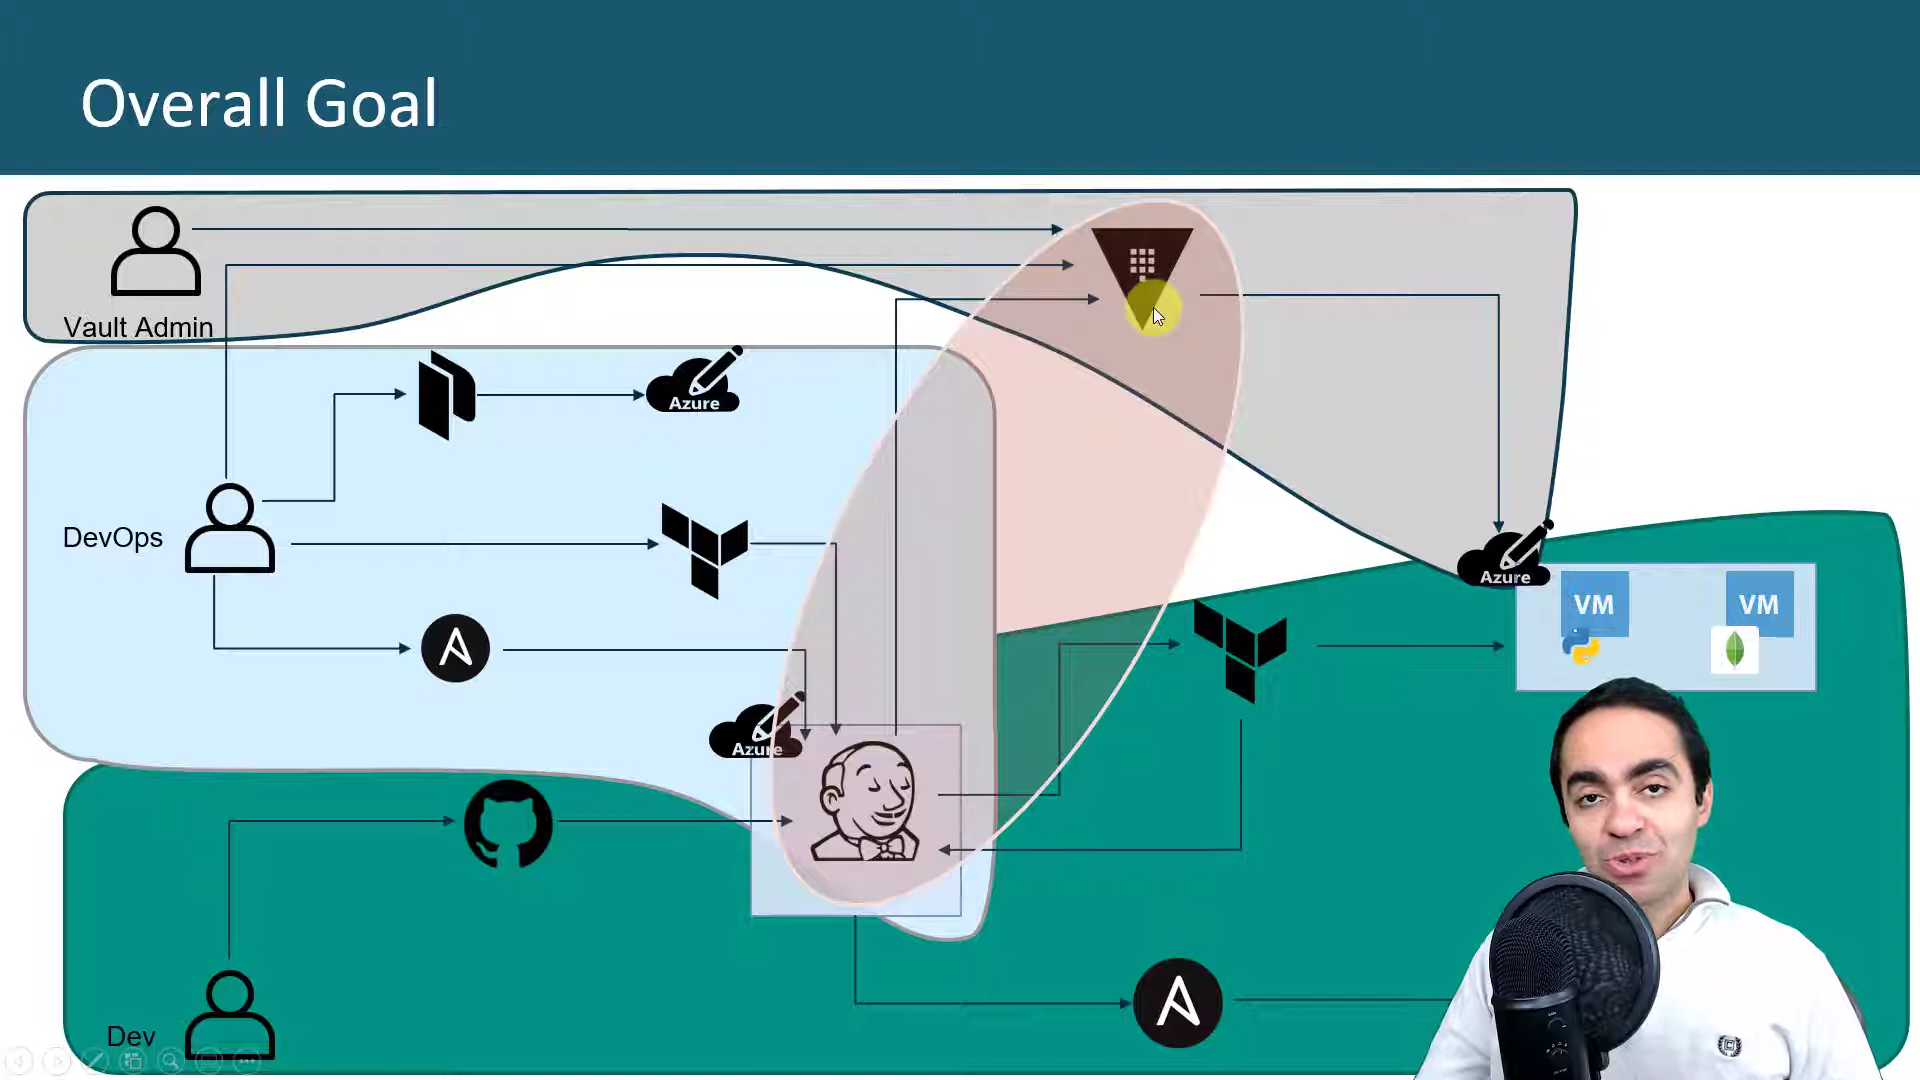 Overall Goal
Vault Admin
Azure
DevOps
Azure
VM
VM
Azure
Dev